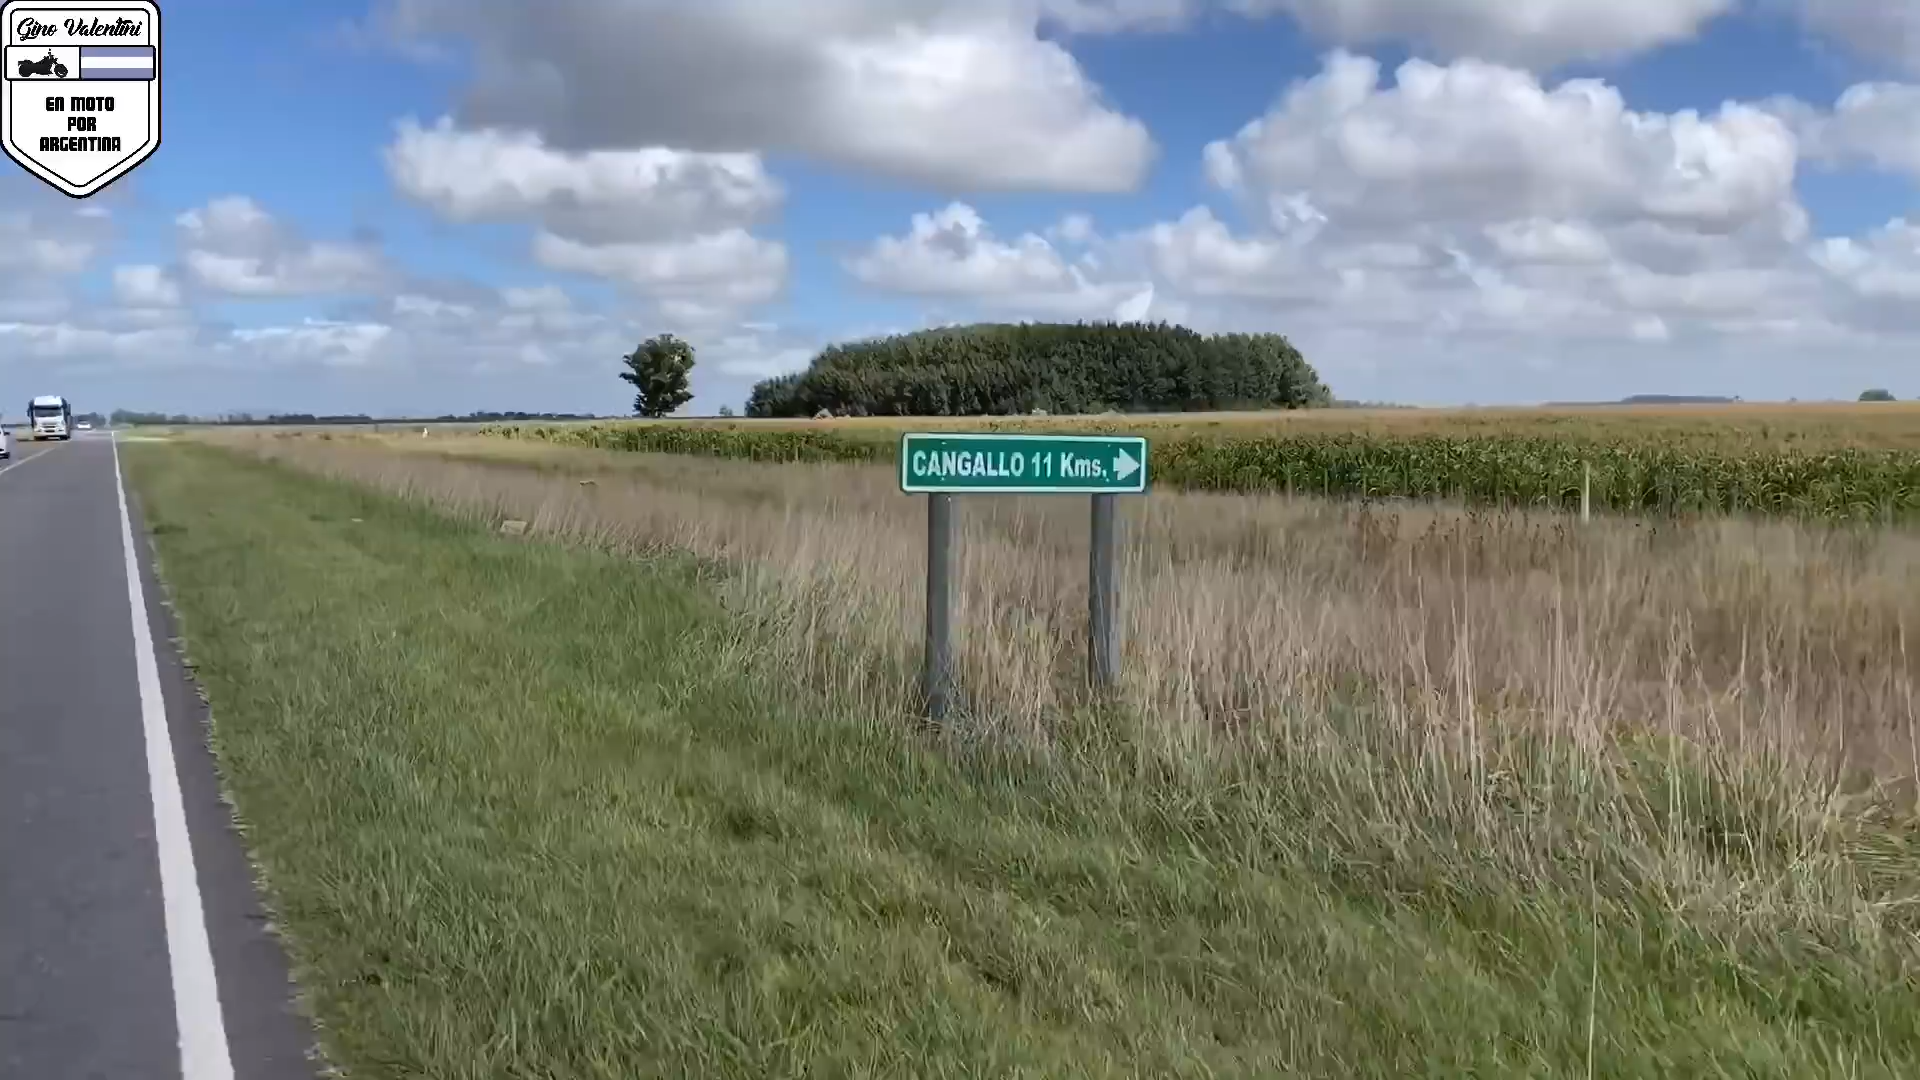 Gino Valentini
EN MOTO
POR
ARGENTINA
CANGALLO 11 Kms.